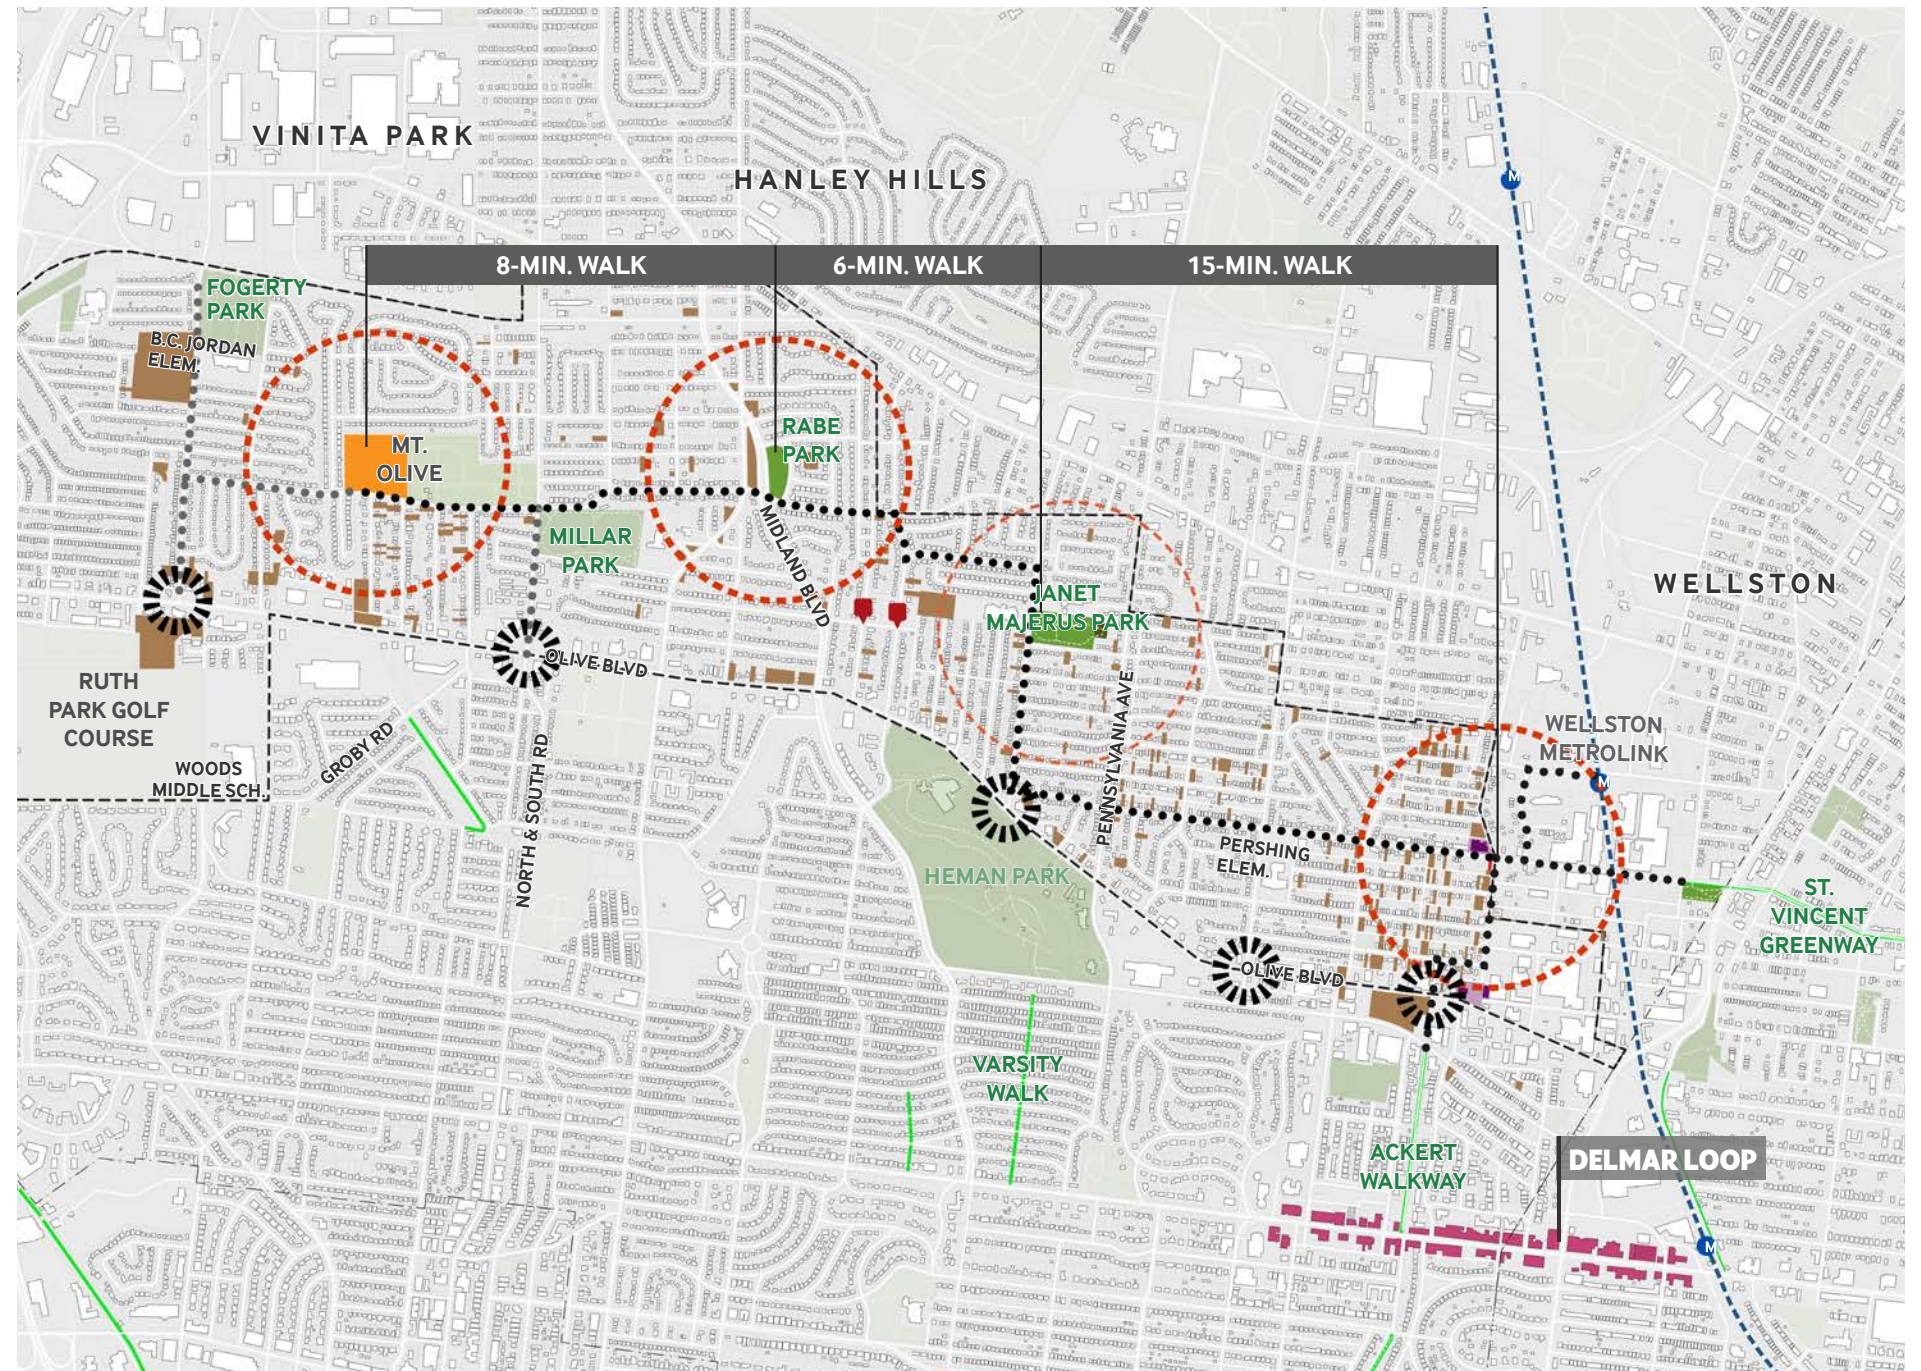 VINITA PARK
HANLEY HILLS
M
8-MIN. WALK
6-MIN. WALK
15-MIN. WALK
FOGERTY
PARK
B.C. JORDAN
ELEM.
MT.
OLIVE
RABE
PARK
MILLAR
PARK
MIDLAND BLVD
WELLSTON
JANET
MAJERUS PARK
OLIVE BLVD
RUTH
PARK GOLF
COURSE
WOODS
MIDDLE SCH.
GROBY RD
NORTH & SOUTH RD
PENNSYLVANIA AVE
WELLSTON
METROLINK
M
PERSHING
ELEM.
HEMAN PARK
ST.
VINCENT
GREENWAY
OLIVE BLVD
VARSITY
WALK
ACKERT
WALKWAY
DELMAR LOOP
M